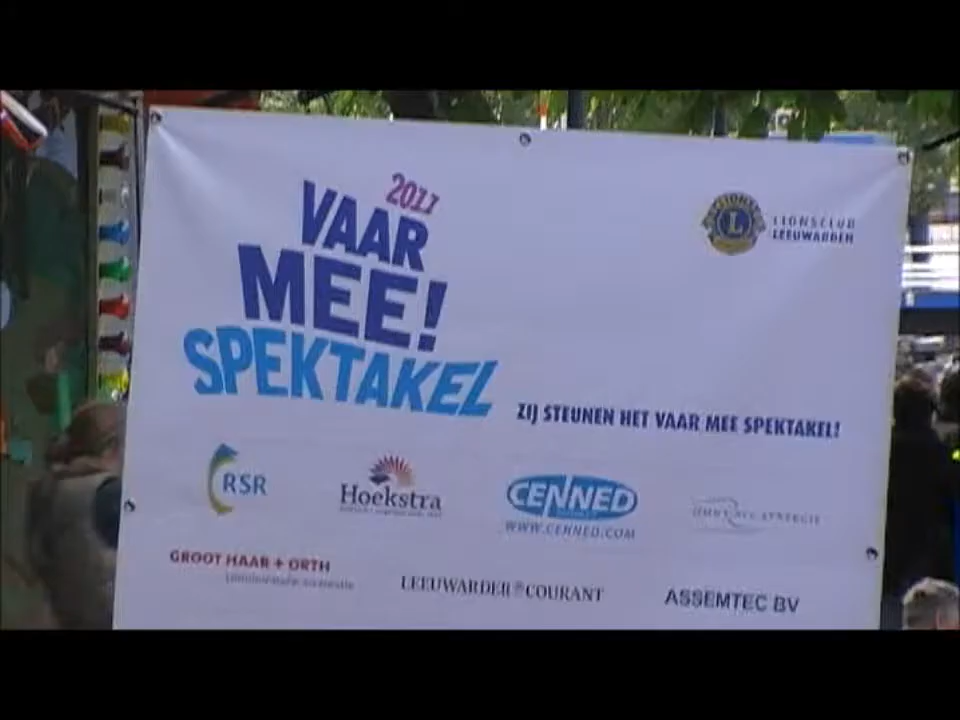 2011
VAAR
MEE!
SPEKTAKEL
LIONS
L
LIONSCLUB
LEEUWARDEN
ZIJ STEUNEN HET VAAR MEE SPEKTAKEL!
RSR
Hoekstra
CENNED
WWW.CENNED.COM
GROOT HAAR + ORTH
LEEUWARDER COURANT
ASSEMTEC BV